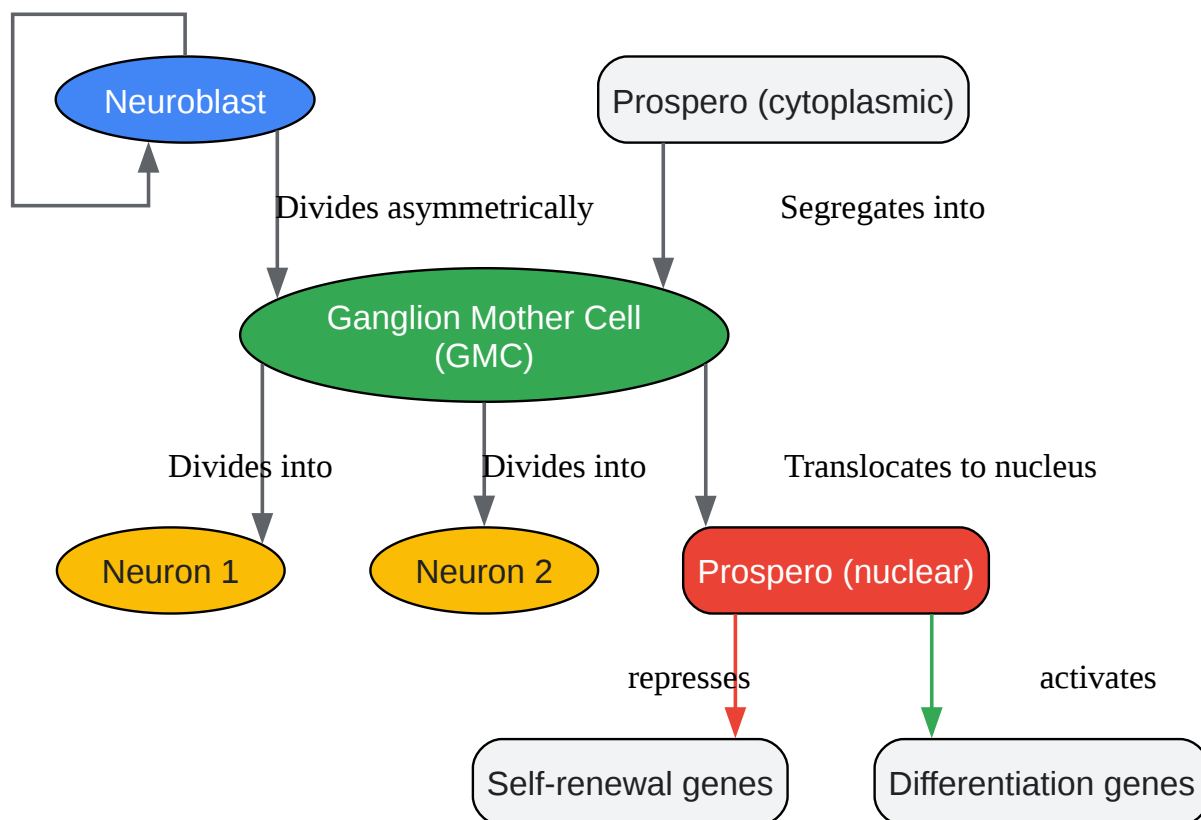 Neuroblast
Prospero (cytoplasmic)
Divides asymmetrically
Segregates into
Ganglion Mother Cell
(GMC)
Divides into
Divides into
Translocates to nucleus
Neuron 1
Neuron 2
Prospero (nuclear)
represses
activates
Self-renewal genes
Differentiation genes